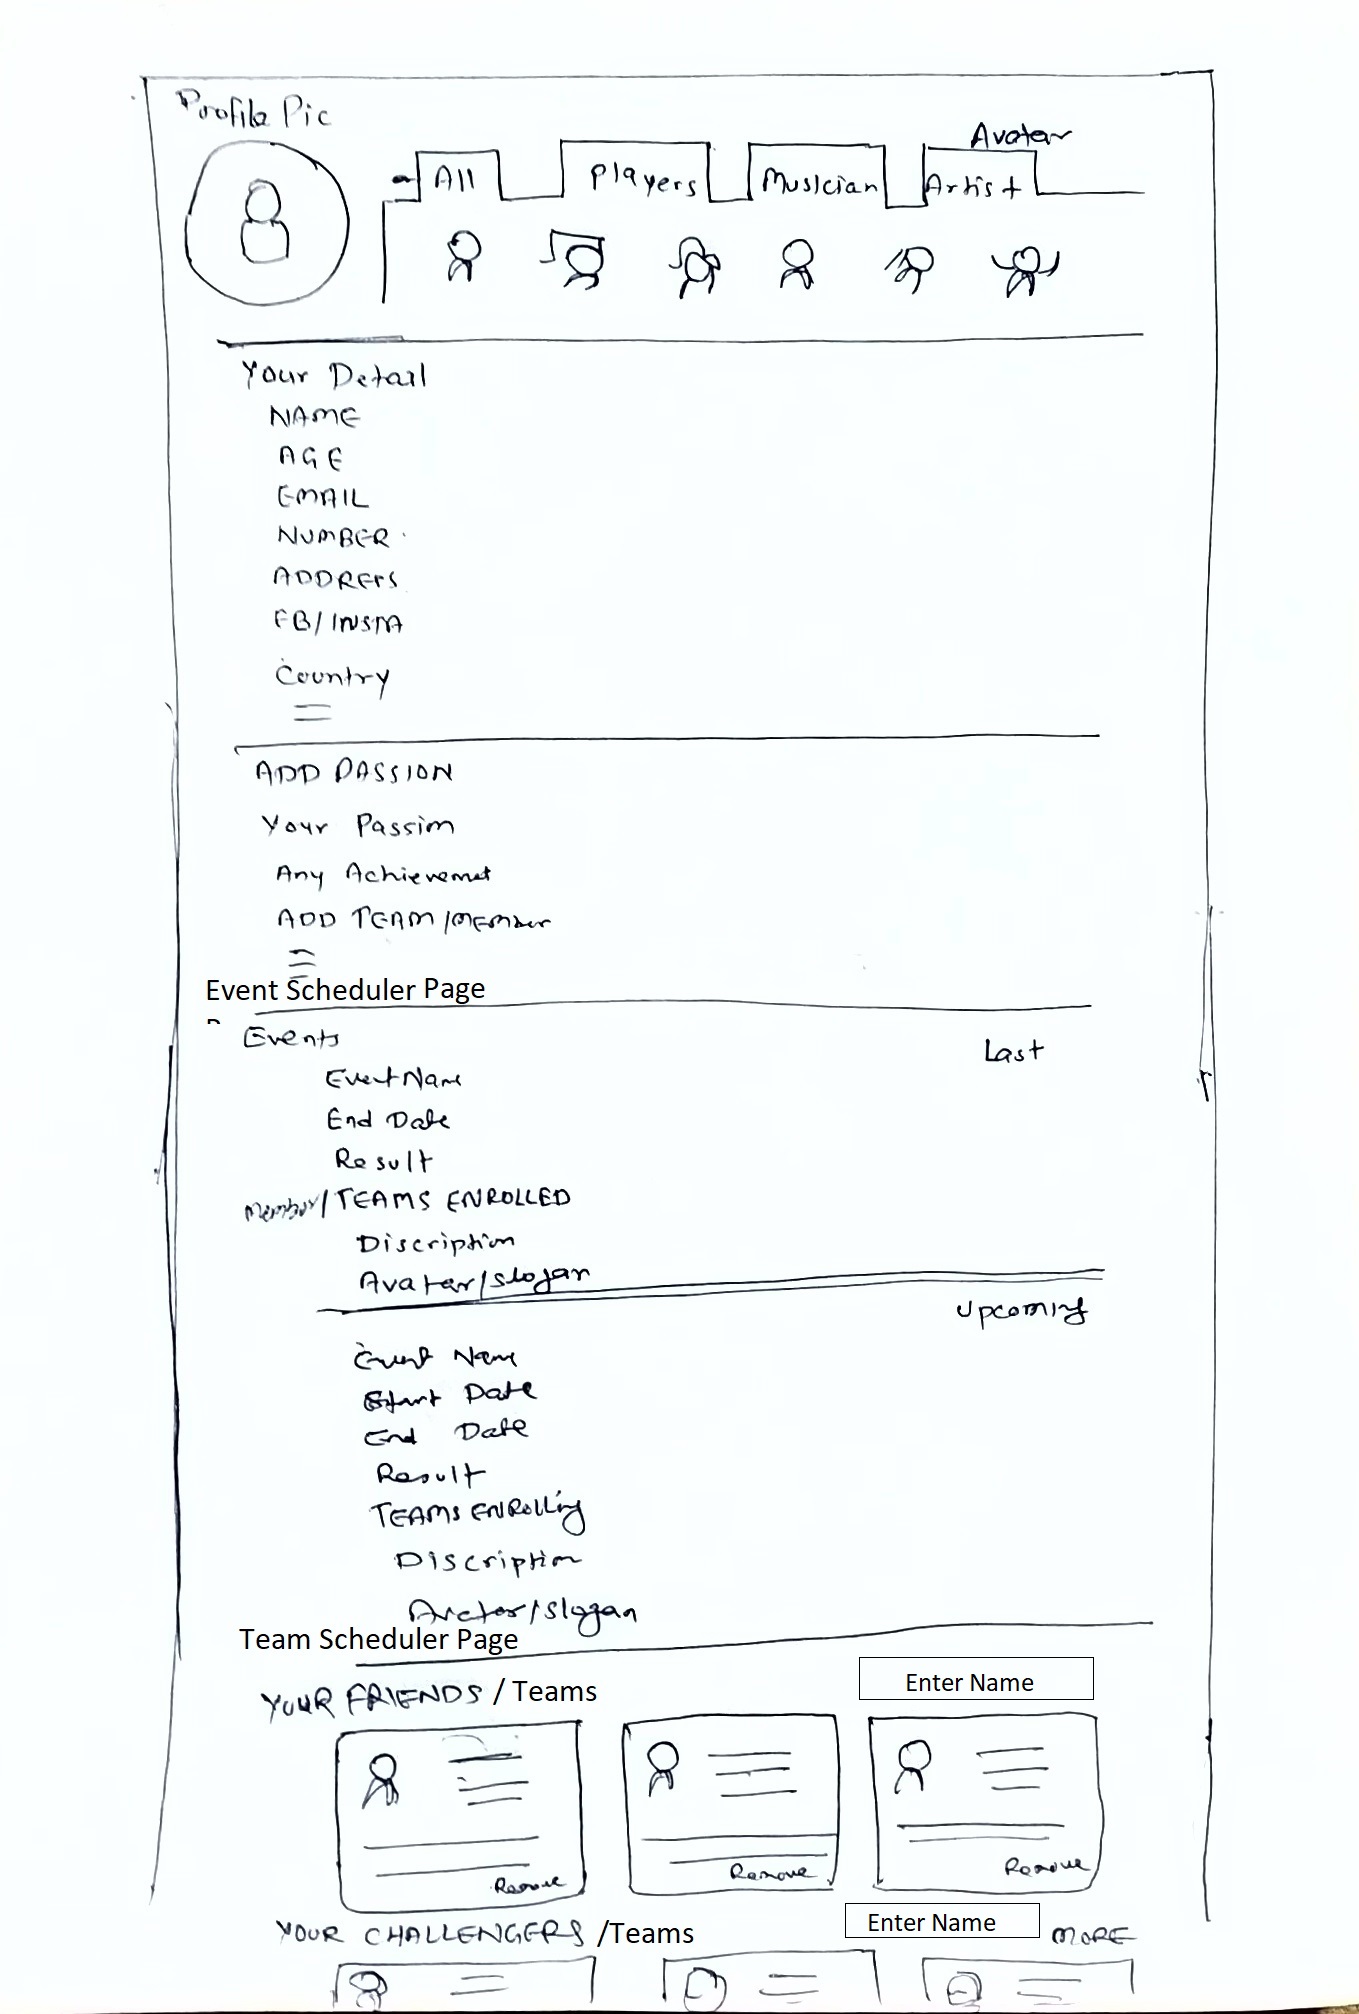 Profile Pic
Avatar
All Players Musician Artist
Your Detail
NAME
AGE
EMAIL
NUMBER
ADDRESS
FB/INSTA
Country
ADD PASSION
Your Passion
Any Achievemet
ADD TEAM/MEMber
Event Scheduler Page
Events
Last
Event Name
End Date
Result
Member/TEAMS ENROLLED
Discription
Avatar/slogan
Upcoming
Event Name
Start Date
End Date
Result
TEAMS ENROLLing
Discription
Avatar/slogan
Team Scheduler Page
YOUR FRIENDS / Teams Enter Name
Remove Remove Remove
YOUR CHALLENGERS /Teams Enter Name MORE